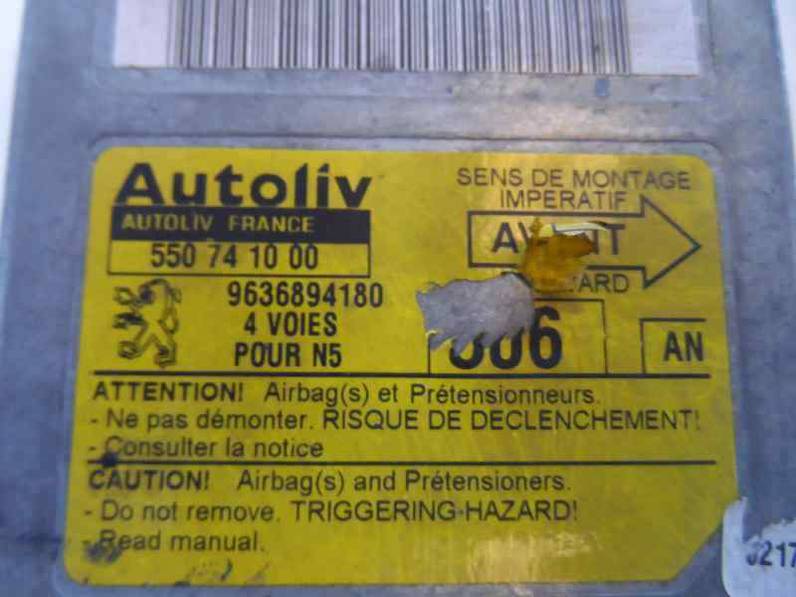 Autoliv
AUTOLIV FRANCE
550 74 10 00
9636894180
4 VOIES
POUR N5
SENS DE MONTAGE
IMPERATIF
AN
ATTENTION! Airbag(s) et Prétensionneurs.
- Ne pas démonter. RISQUE DE DECLENCHEMENT!
- Consulter la notice
CAUTION! Airbag(s) and Prétensioners.
- Do not remove. TRIGGERING-HAZARD!
- Read manual.